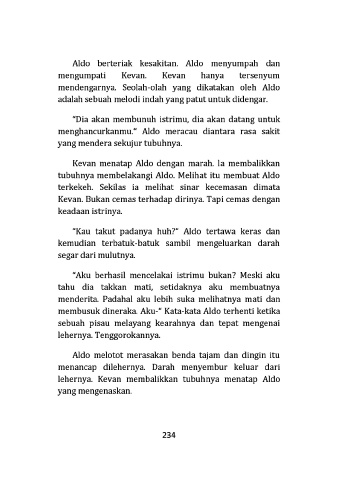 Aldo berteriak kesakitan. Aldo menyumpah dan
mengumpati Kevan. Kevan hanya tersenyum
mendengarnya. Seolah-olah yang dikatakan oleh Aldo
adalah sebuah melodi indah yang patut untuk didengar.
"Dia akan membunuh istrimu, dia akan datang untuk
menghancurkanmu." Aldo meracau diantara rasa sakit
yang mendera sekujur tubuhnya.
Kevan menatap Aldo dengan marah. Ia membalikkan
tubuhnya membelakangi Aldo. Melihat itu membuat Aldo
terkekeh. Sekilas ia melihat sinar kecemasan dimata
Kevan. Bukan cemas terhadap dirinya. Tapi cemas dengan
keadaan istrinya.
"Kau takut padanya huh?" Aldo tertawa keras dan
kemudian terbatuk-batuk sambil mengeluarkan darah
segar dari mulutnya.
"Aku berhasil mencelakai istrimu bukan? Meski aku
tahu dia takkan mati, setidaknya aku membuatnya
menderita. Padahal aku lebih suka melihatnya mati dan
membusuk dineraka. Aku-" Kata-kata Aldo terhenti ketika
sebuah pisau melayang kearahnya dan tepat mengenai
lehernya. Tenggorokannya.
Aldo melotot merasakan benda tajam dan dingin itu
menancap dilehernya. Darah menyembur keluar dari
lehernya. Kevan membalikkan tubuhnya menatap Aldo
yang mengenaskan.
234